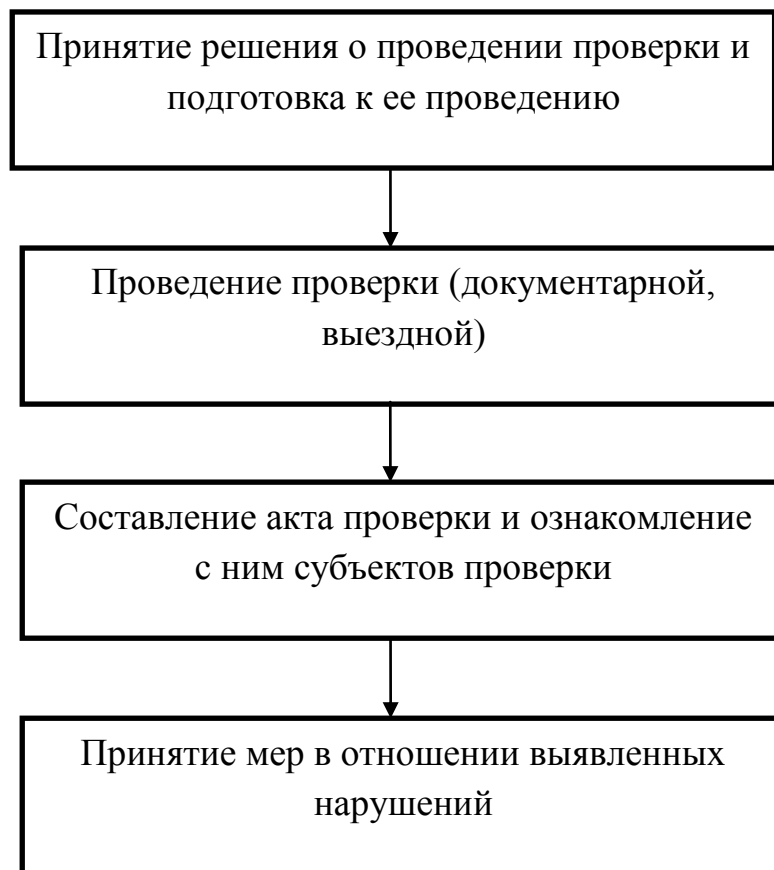 Принятие решения о проведении проверки и
подготовка к ее проведению
Проведение проверки (документарной,
выездной)
Составление акта проверки и ознакомление
с ним субъектов проверки
Принятие мер в отношении выявленных
нарушений